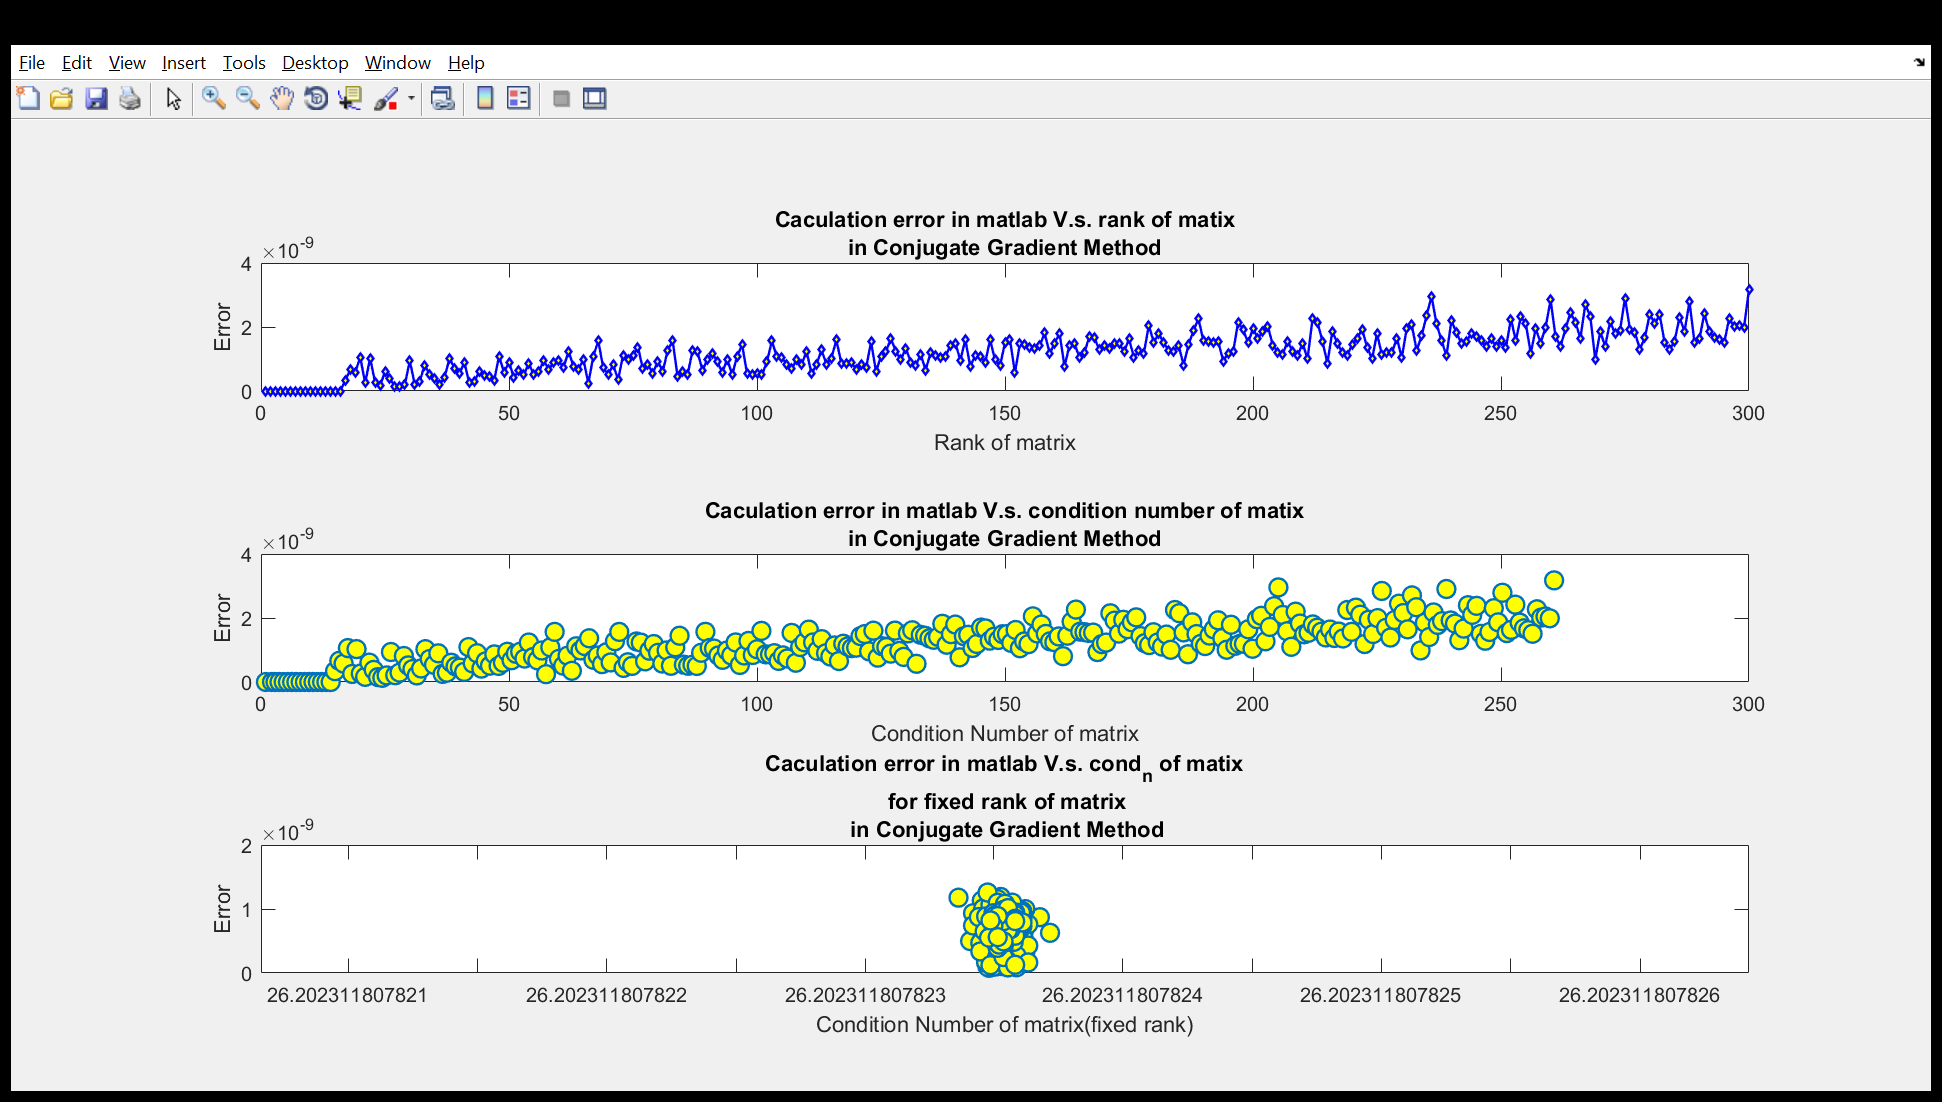 File Edit View Insert Tools Desktop Window Help
Caculation error in matlab V.s. rank of matix
in Conjugate Gradient Method
×10-9
4
2
0
Error
0 50 100 150 200 250 300
Rank of matrix
Caculation error in matlab V.s. condition number of matix
in Conjugate Gradient Method
×10-9
4
2
0
Error
0 50 100 150 200 250 300
Condition Number of matrix
Caculation error in matlab V.s. condn of matix
for fixed rank of matrix
in Conjugate Gradient Method
×10-9
2
1
0
Error
26.202311807821 26.202311807822 26.202311807823 26.202311807824 26.202311807825 26.202311807826
Condition Number of matrix(fixed rank)